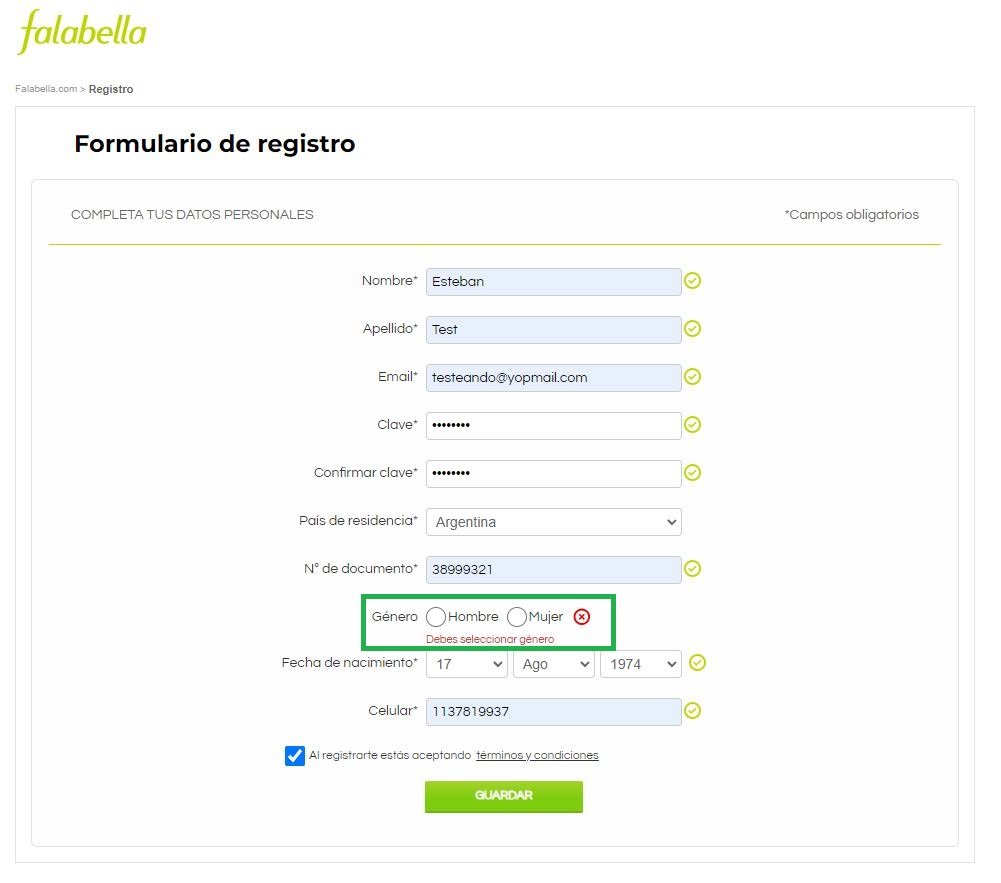 falabella
Falabella.com > Registro
Formulario de registro
COMPLETA TUS DATOS PERSONALES *Campos obligatorios
Nombre* Esteban
Apellido* Test
Email* testeando@yopmail.com
Clave* ••••••••
Confirmar clave* ••••••••
País de residencia* Argentina
N° de documento* 38999321
Género Hombre Mujer
Debes seleccionar género
Fecha de nacimiento* 17 Ago 1974
Celular* 1137819937
Al registrarte estás aceptando términos y condiciones
GUARDAR